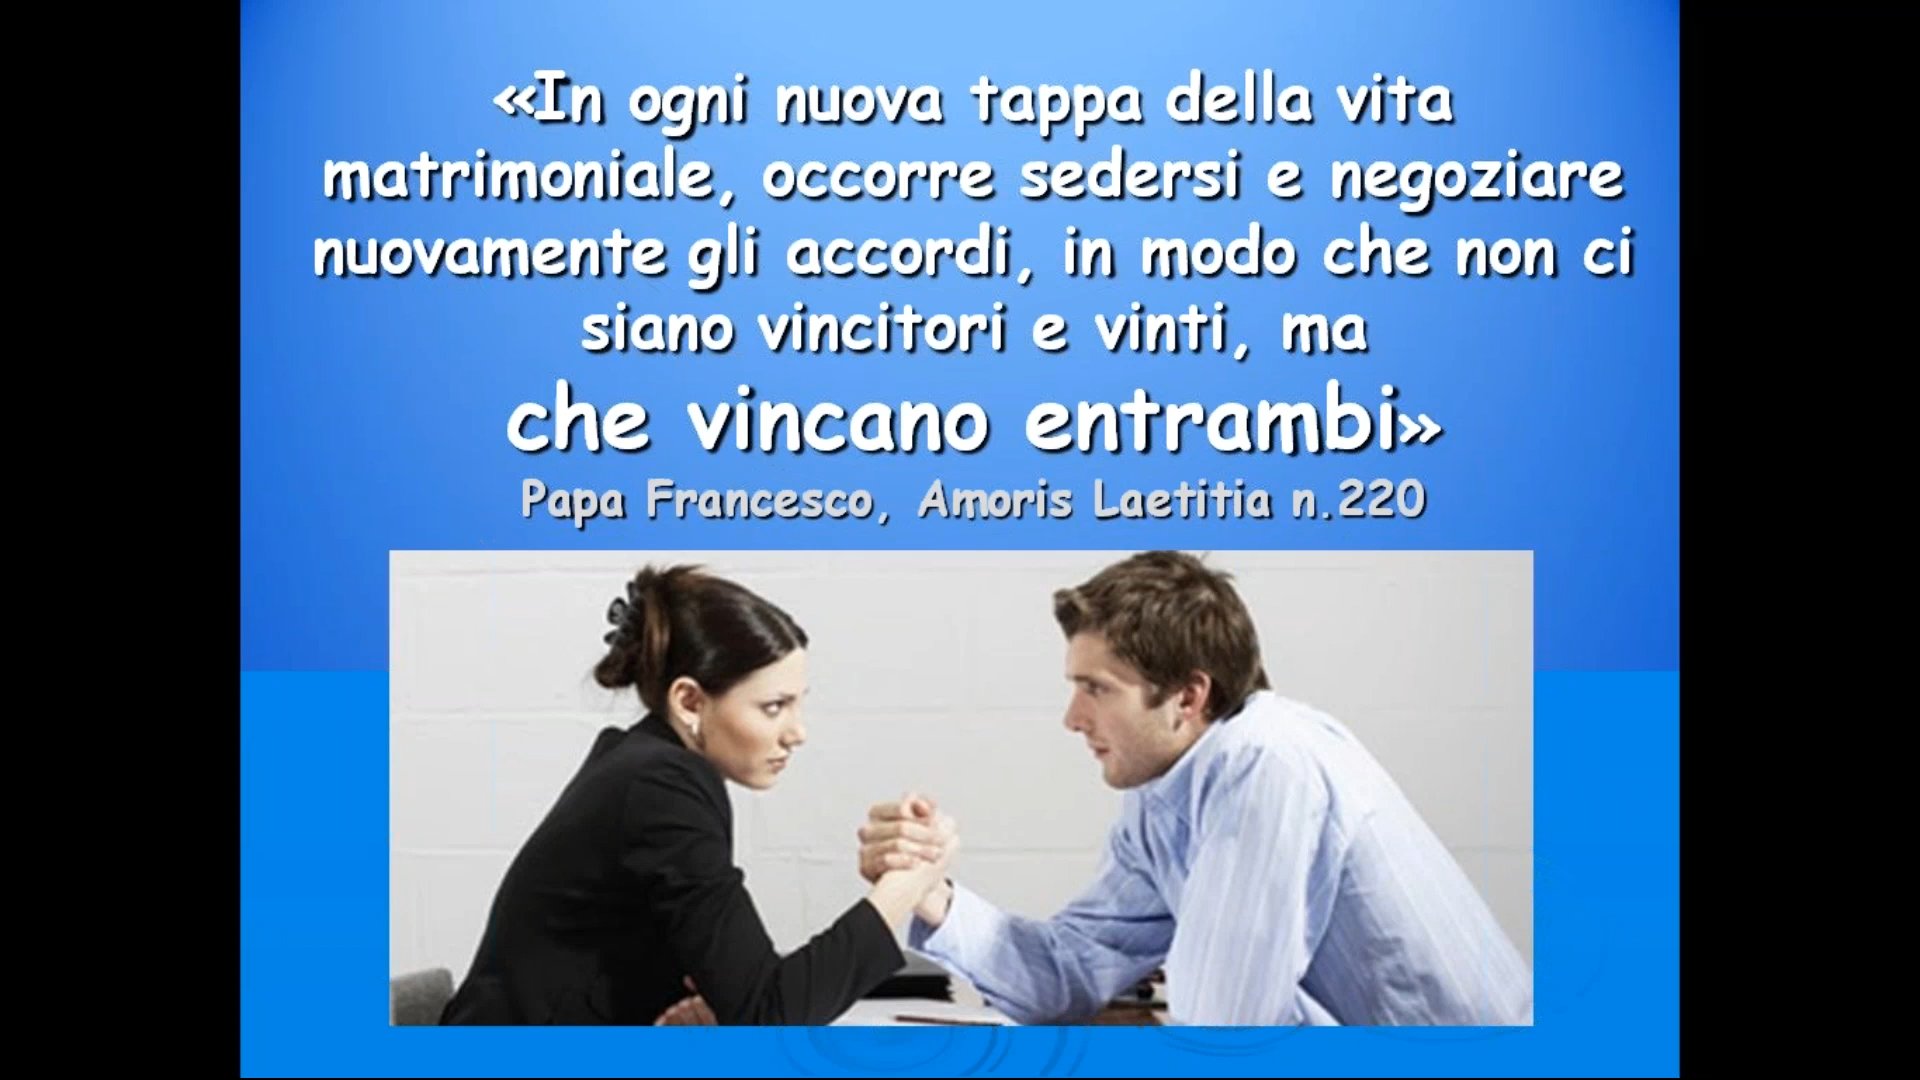 «In ogni nuova tappa della vita
matrimoniale, occorre sedersi e negoziare
nuovamente gli accordi, in modo che non ci
siano vincitori e vinti, ma
che vincano entrambi»
Papa Francesco, Amoris Laetitia n.220